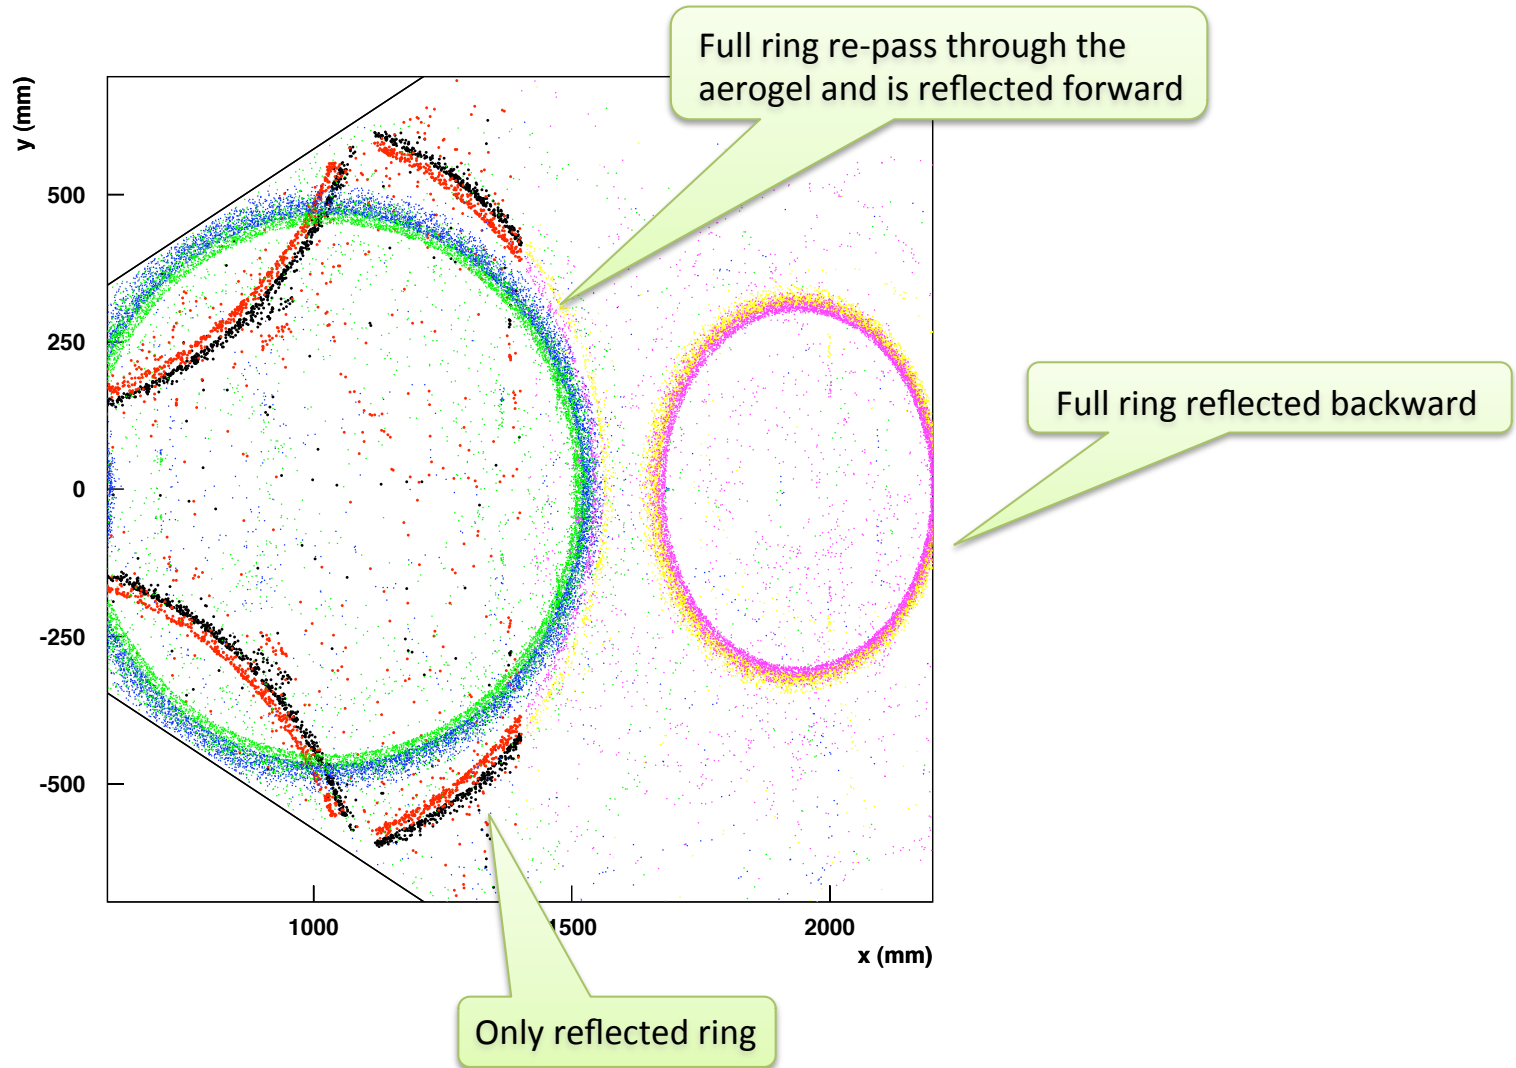 Full ring re-pass through the
aerogel and is reflected forward
y (mm)
500
250
0
-250
-500
Full ring reflected backward
1000
1500
2000
x (mm)
Only reflected ring